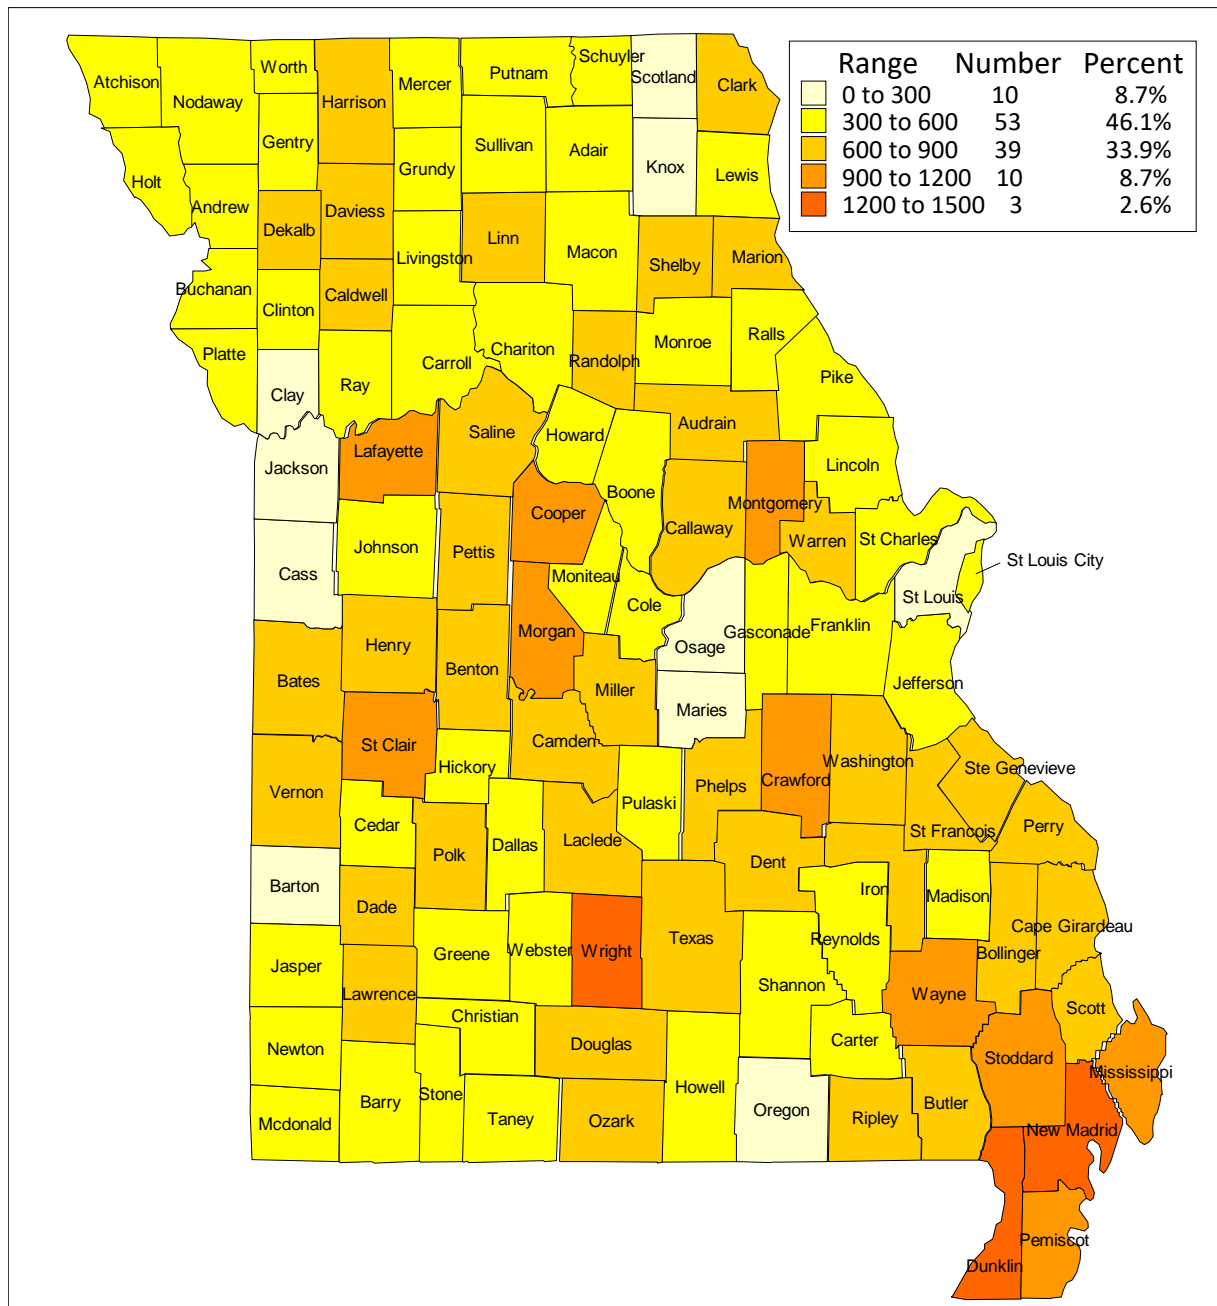 Range Number Percent
0 to 300 10 8.7%
300 to 600 53 46.1%
600 to 900 39 33.9%
900 to 1200 10 8.7%
1200 to 1500 3 2.6%
Atchison
Nodaway
Worth
Harrison
Mercer
Putnam
Schuyler
Scotland
Clark
Gentry
Holt
Andrew
Dekalb
Daviess
Grundy
Sullivan
Adair
Knox
Lewis
Linn
Macon
Shelby
Marion
Livingston
Buchanan
Clinton
Caldwell
Platte
Clay
Ray
Carroll
Chariton
Randolph
Monroe
Ralls
Pike
Jackson
Lafayette
Saline
Howard
Boone
Audrain
Lincoln
Cass
Johnson
Pettis
Cooper
Moniteau
Callaway
Montgomery
Warren
St Charles
St Louis City
St Louis
Cole
Morgan
Osage
Gasconade
Franklin
Jefferson
Bates
Henry
Benton
Miller
Maries
St Clair
Hickory
Camden
Pulaski
Phelps
Crawford
Washington
Ste Genevieve
Vernon
Cedar
Polk
Dallas
Laclede
Dent
St Francois
Perry
Barton
Dade
Iron
Madison
Cape Girardeau
Bollinger
Jasper
Greene
Webster
Wright
Texas
Reynolds
Shannon
Wayne
Scott
Lawrence
Christian
Newton
Douglas
Carter
Stoddard
Mississippi
Howell
Mcdonald
Barry
Stone
Taney
Ozark
Oregon
Ripley
Butler
New Madrid
Pemiscot
Dunklin